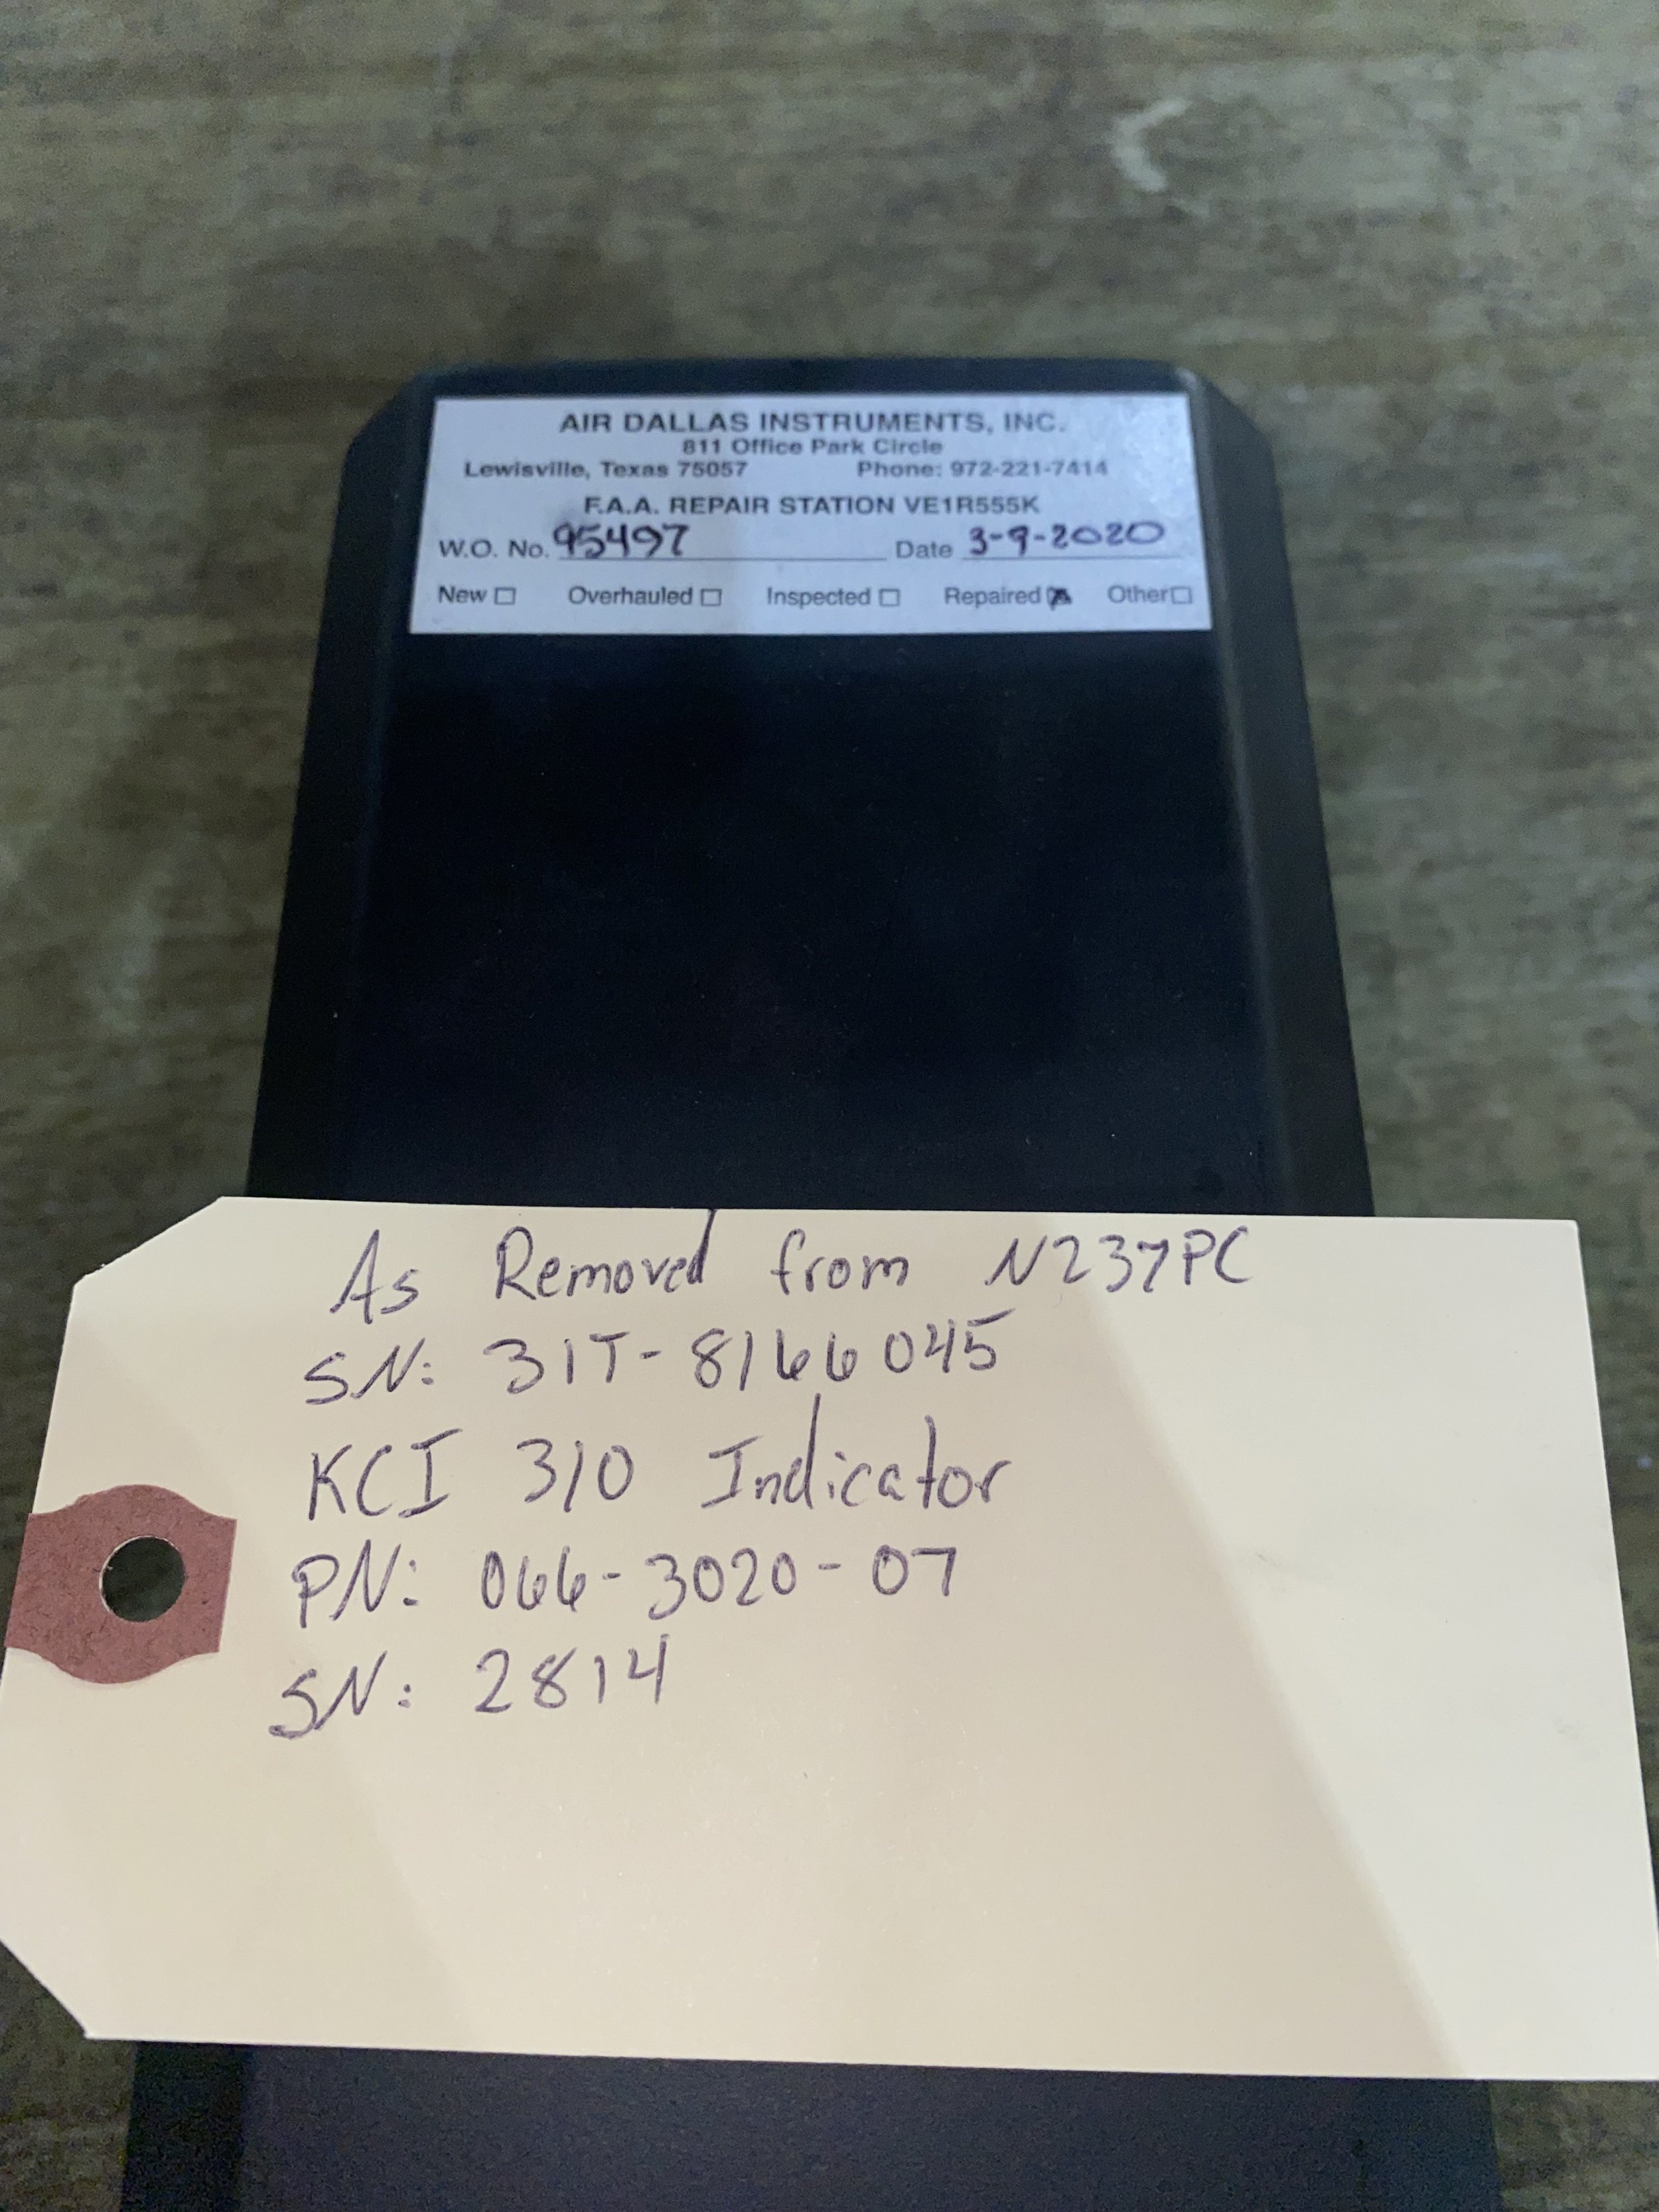 AIR DALLAS INSTRUMENTS, INC.
811 Office Park Circle
Lewisville, Texas 75057 Phone: 972-221-7414
F.A.A. REPAIR STATION VE1R555K
W.O. No. 95497 Date 3-9-2020
New Overhauled Inspected Repaired Other
As Removed from N237PC
SN: 31T-8166045
KCI 310 Indicator
PN: 066-3020-07
SN: 2814